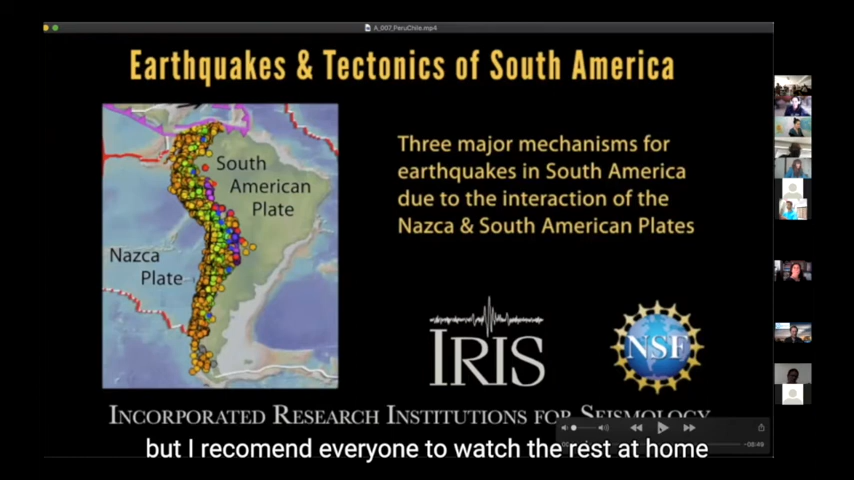 A_007_PeruChile.mp4
Earthquakes & Tectonics of South America
South
American
Plate
Nazca
Plate
Three major mechanisms for
earthquakes in South America
due to the interaction of the
Nazca & South American Plates
IRIS
NSF
INCORPORATED RESEARCH INSTITUTIONS FOR SEISMOLOGY
-08:49
but I recomend everyone to watch the rest at home